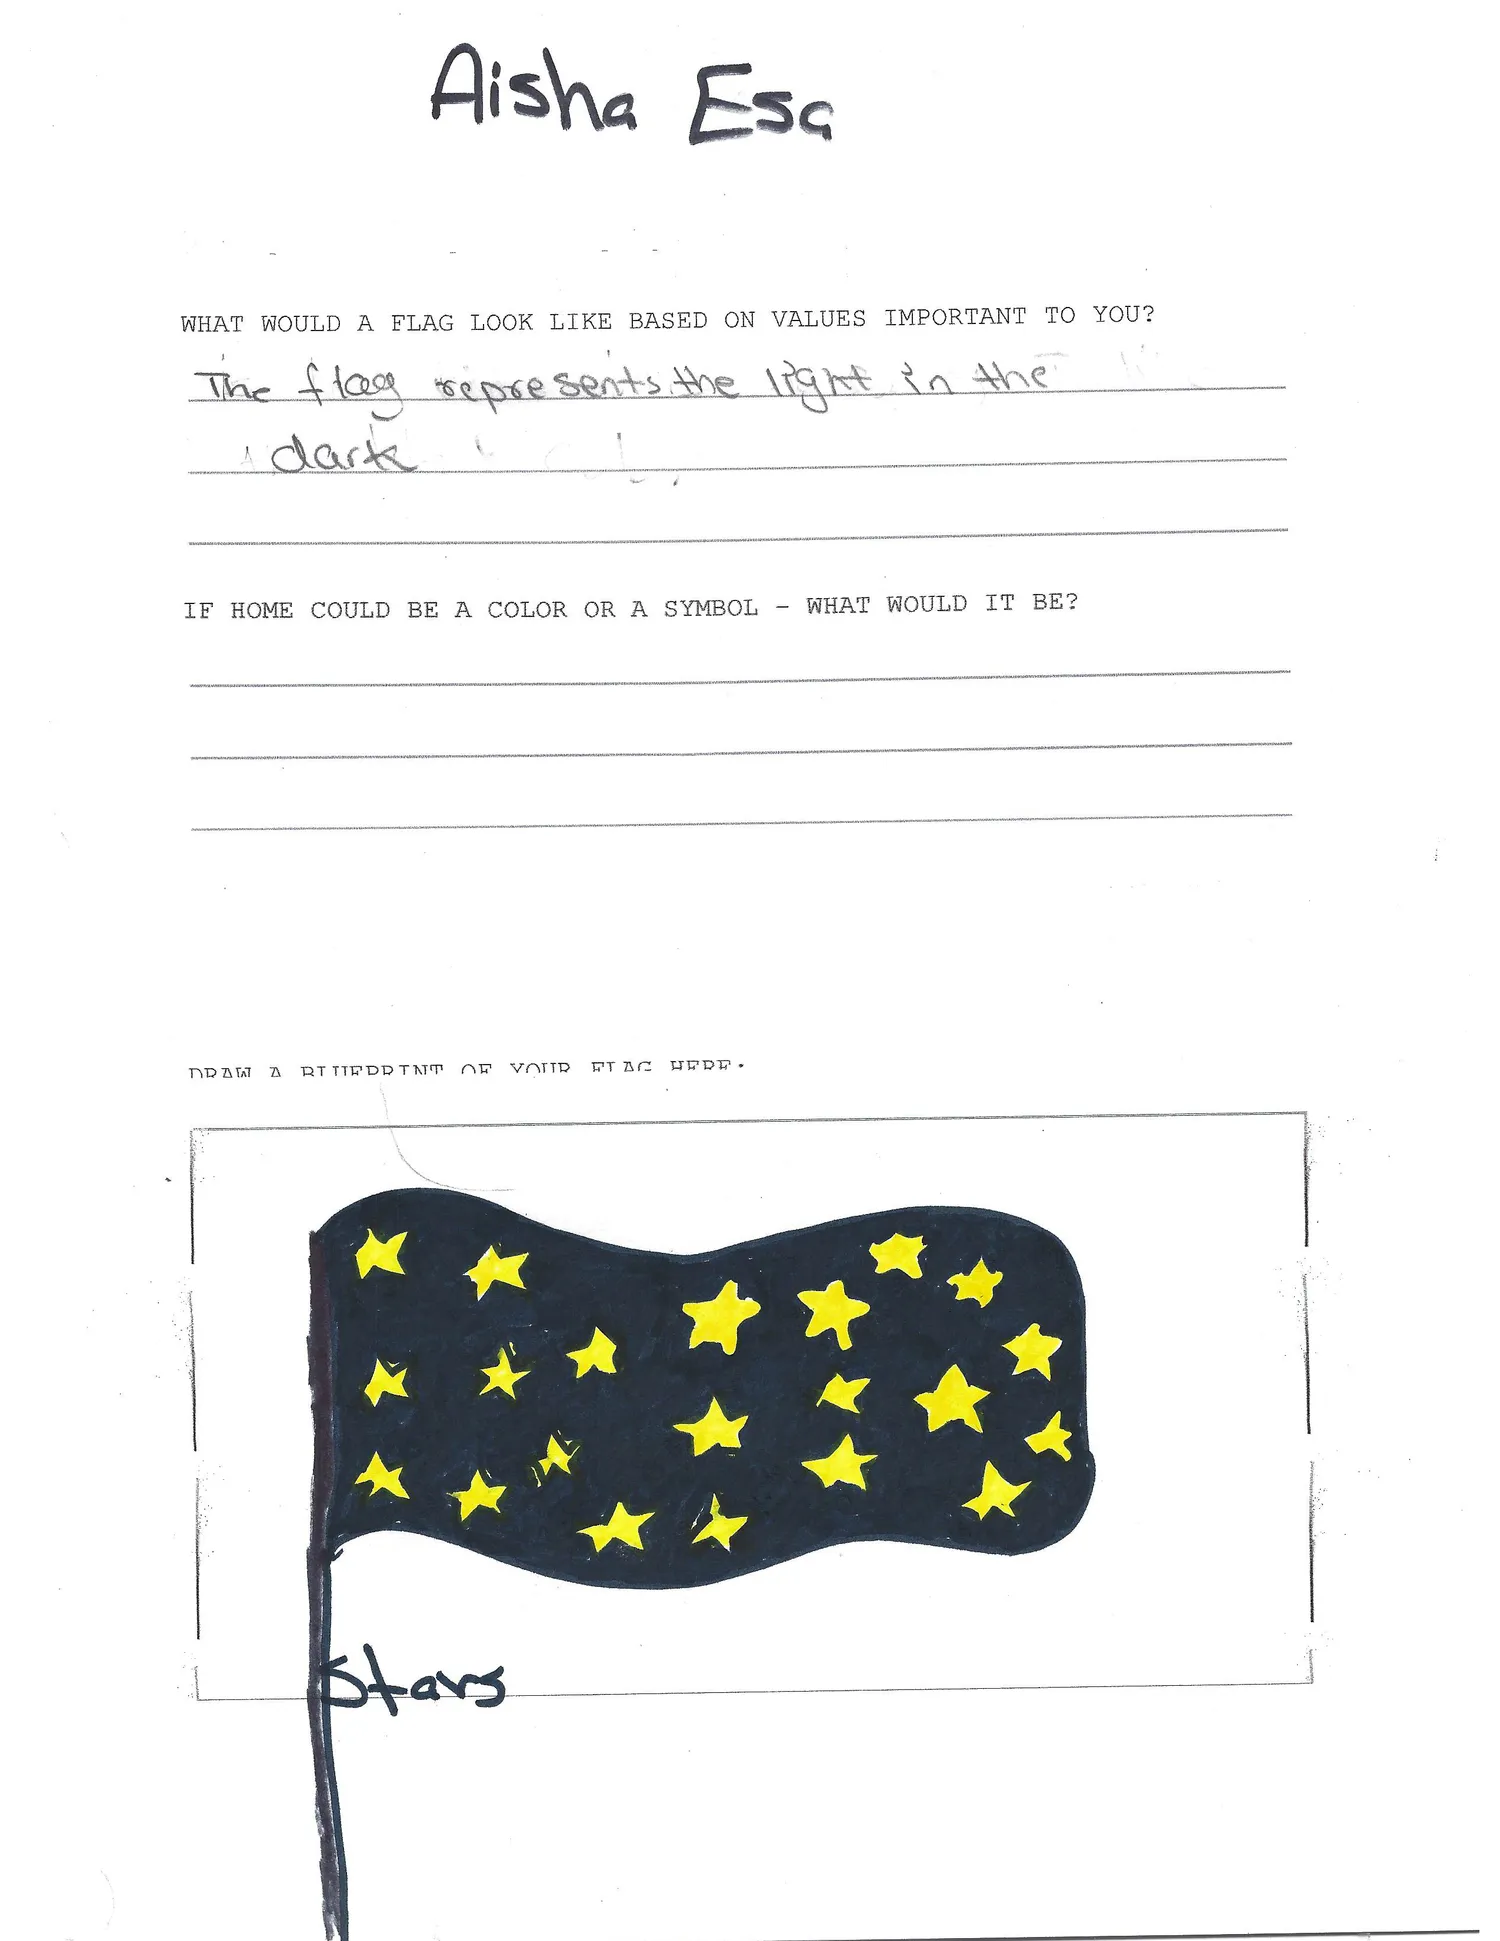 Aisha Esa
WHAT WOULD A FLAG LOOK LIKE BASED ON VALUES IMPORTANT TO YOU?
The flag represents the light in the
dark
IF HOME COULD BE A COLOR OR A SYMBOL – WHAT WOULD IT BE?
DRAW A BLUEPRINT OF YOUR FLAG HERE.
Stars